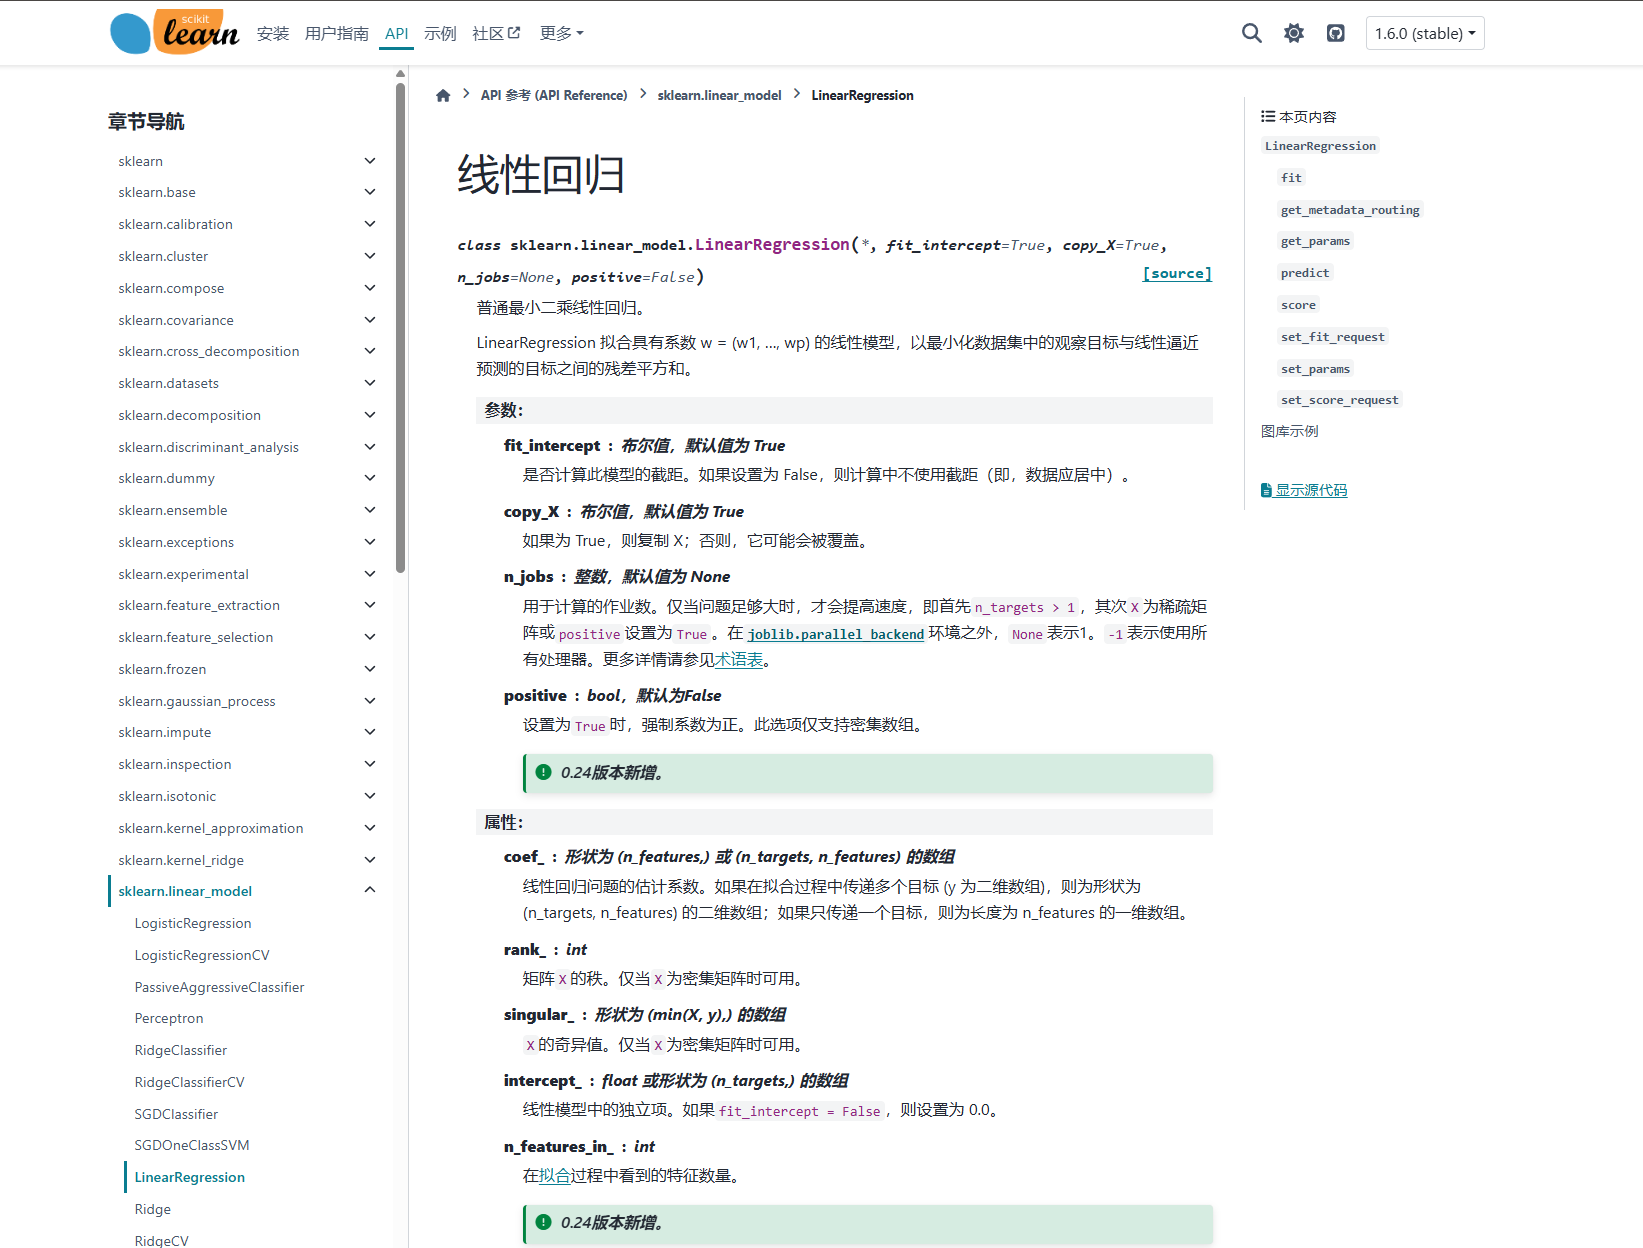 scikit
learn
安装 用户指南 API 示例 社区 更多
1.6.0 (stable)
章节导航
sklearn
sklearn.base
sklearn.calibration
sklearn.cluster
sklearn.compose
sklearn.covariance
sklearn.cross_decomposition
sklearn.datasets
sklearn.decomposition
sklearn.discriminant_analysis
sklearn.dummy
sklearn.ensemble
sklearn.exceptions
sklearn.experimental
sklearn.feature_extraction
sklearn.feature_selection
sklearn.frozen
sklearn.gaussian_process
sklearn.impute
sklearn.inspection
sklearn.isotonic
sklearn.kernel_approximation
sklearn.kernel_ridge
sklearn.linear_model
LogisticRegression
LogisticRegressionCV
PassiveAggressiveClassifier
Perceptron
RidgeClassifier
RidgeClassifierCV
SGDClassifier
SGDOneClassSVM
LinearRegression
Ridge
RidgeCV
API 参考 (API Reference) > sklearn.linear_model > LinearRegression
线性回归
class sklearn.linear_model.LinearRegression(*, fit_intercept=True, copy_X=True,
n_jobs=None, positive=False) [source]
普通最小二乘线性回归。
LinearRegression 拟合具有系数 w = (w1, ..., wp) 的线性模型，以最小化数据集中的观察目标与线性逼近
预测的目标之间的残差平方和。
参数：
fit_intercept : 布尔值，默认值为 True
是否计算此模型的截距。如果设置为 False，则计算中不使用截距（即，数据应居中）。
copy_X : 布尔值，默认值为 True
如果为 True，则复制 X；否则，它可能会被覆盖。
n_jobs : 整数，默认值为 None
用于计算的作业数。仅当问题足够大时，才会提高速度，即首先 n_targets > 1 ，其次 X 为稀疏矩
阵或 positive 设置为 True 。在 joblib.parallel_backend 环境之外， None 表示1。 -1 表示使用所
有处理器。更多详情请参见术语表。
positive : bool，默认为False
设置为 True 时，强制系数为正。此选项仅支持密集数组。
0.24版本新增。
属性：
coef_ : 形状为 (n_features,) 或 (n_targets, n_features) 的数组
线性回归问题的估计系数。如果在拟合过程中传递多个目标 (y 为二维数组)，则为形状为
(n_targets, n_features) 的二维数组；如果只传递一个目标，则为长度为 n_features 的一维数组。
rank_ : int
矩阵 X 的秩。仅当 X 为密集矩阵时可用。
singular_ : 形状为 (min(X, y),) 的数组
X 的奇异值。仅当 X 为密集矩阵时可用。
intercept_ : float 或形状为 (n_targets,) 的数组
线性模型中的独立项。如果 fit_intercept = False ，则设置为 0.0。
n_features_in_ : int
在拟合过程中看到的特征数量。
0.24版本新增。
本页内容
LinearRegression
fit
get_metadata_routing
get_params
predict
score
set_fit_request
set_params
set_score_request
图库示例
显示源代码